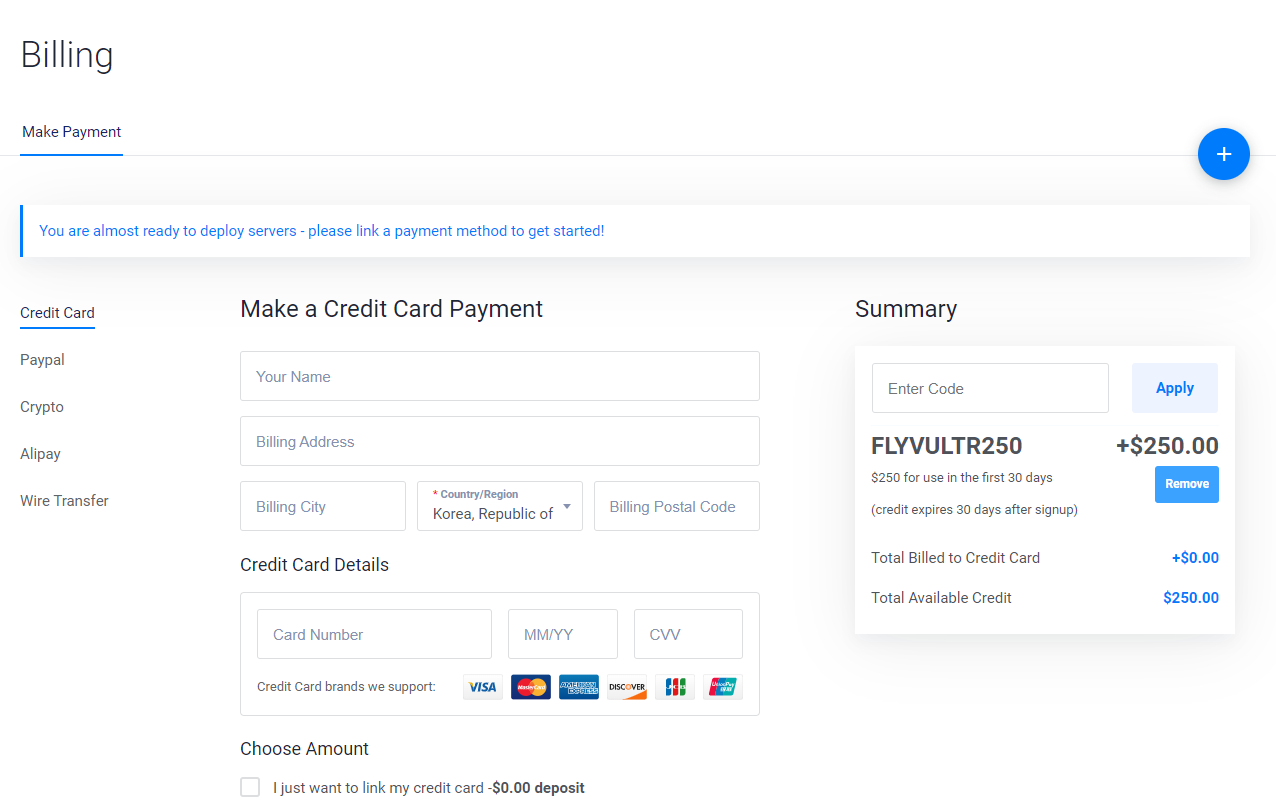 Billing
Make Payment
+
You are almost ready to deploy servers - please link a payment method to get started!
Credit Card
Paypal
Crypto
Alipay
Wire Transfer
Make a Credit Card Payment
Your Name
Billing Address
Billing City
* Country/Region
Korea, Republic of
Billing Postal Code
Credit Card Details
Card Number
MM/YY
CVV
Credit Card brands we support:
VISA
MasterCard
AMERICAN EXPRESS
DISCOVER
JCB
UnionPay
银联
Choose Amount
I just want to link my credit card -$0.00 deposit
Summary
Enter Code
Apply
FLYVULTR250
+$250.00
$250 for use in the first 30 days
Remove
(credit expires 30 days after signup)
Total Billed to Credit Card
+$0.00
Total Available Credit
$250.00